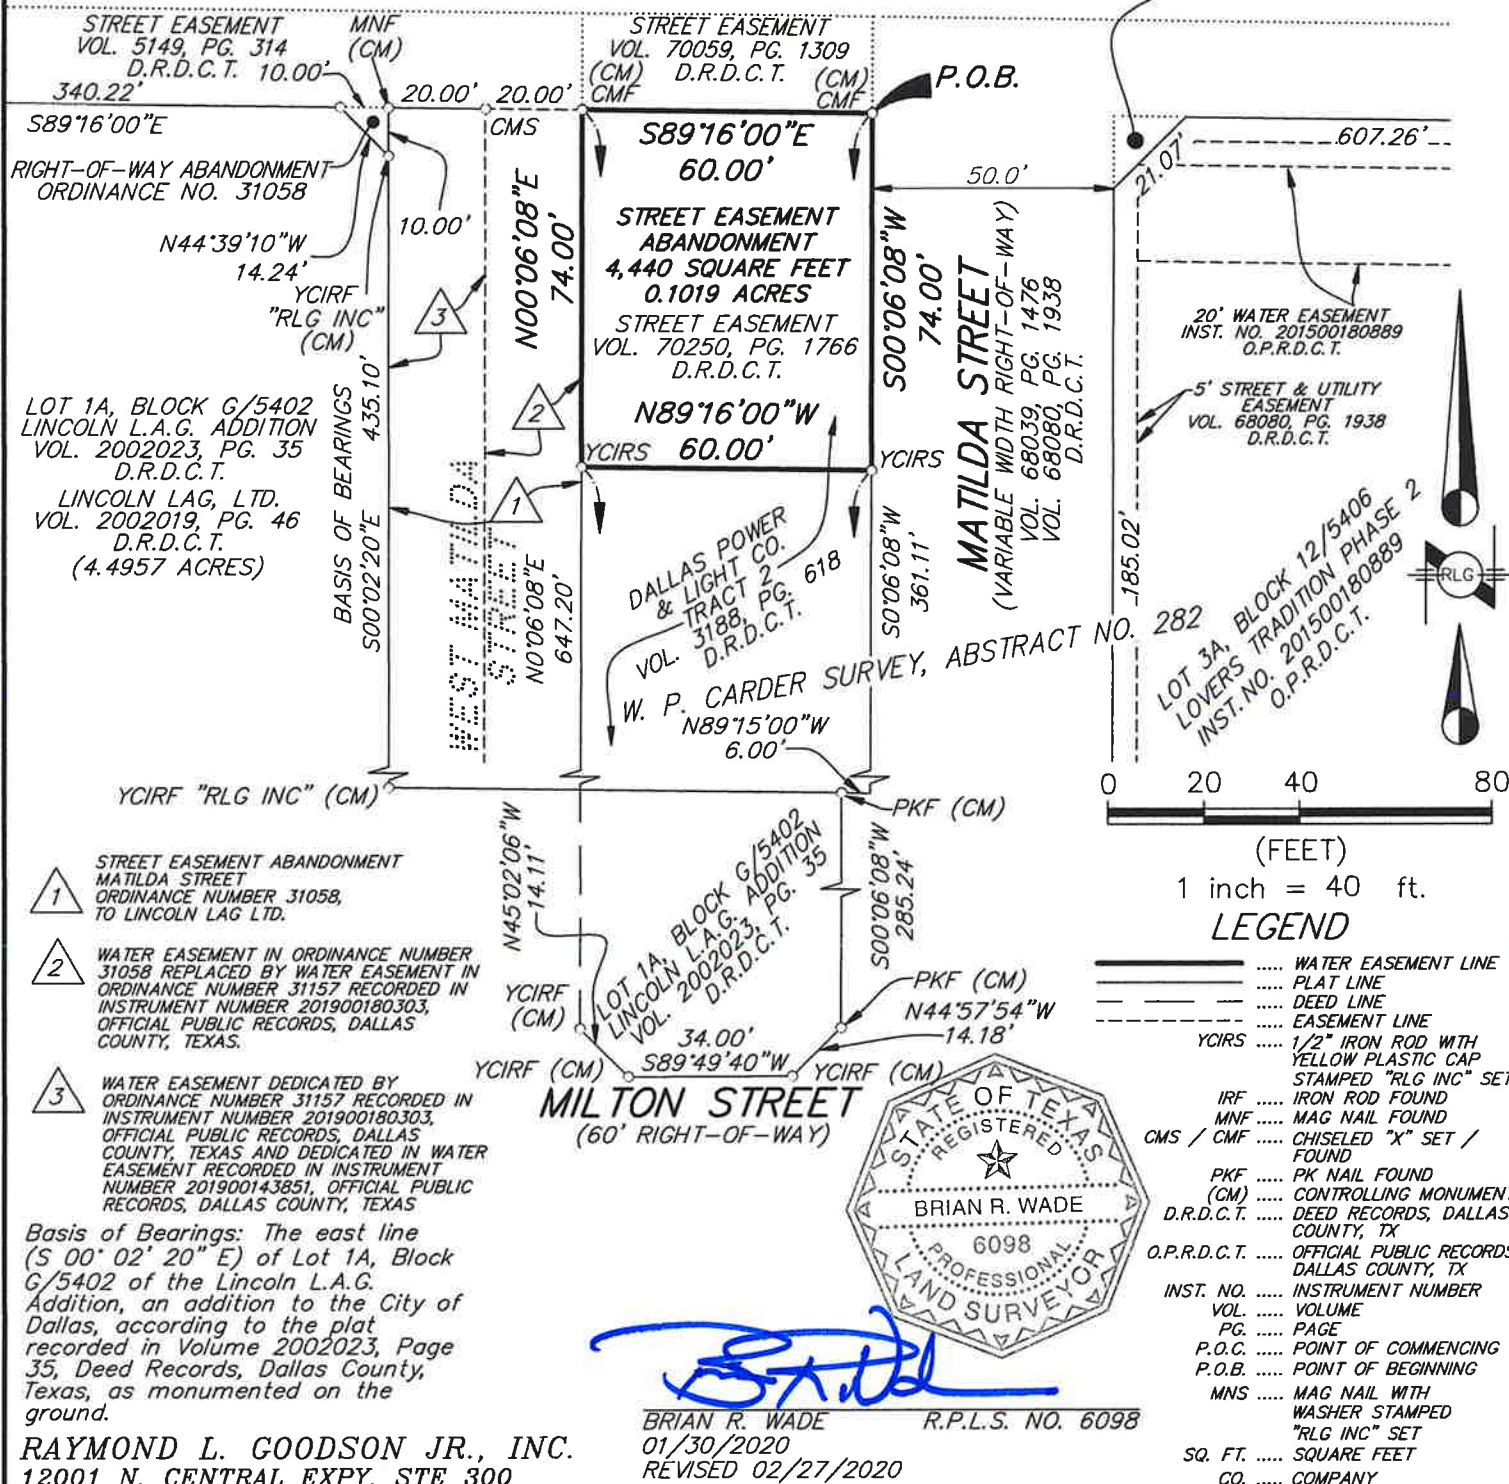 STREET EASEMENT
VOL. 5149, PG. 314
D.R.D.C.T.
10.00'
MNF
(CM)
STREET EASEMENT
VOL. 70059, PG. 1309
D.R.D.C.T.
(CM)
CMF
(CM)
CMF
P.O.B.
340.22'
S89°16'00"E
20.00'
20.00'
CMS
RIGHT-OF-WAY ABANDONMENT
ORDINANCE NO. 31058
N44°39'10"W
14.24'
10.00'
YCIRF
"RLG INC"
(CM)
3
N00°06'08"E
74.00'
S89°16'00"E
60.00'
STREET EASEMENT
ABANDONMENT
4,440 SQUARE FEET
0.1019 ACRES
STREET EASEMENT
VOL. 70250, PG. 1766
D.R.D.C.T.
N89°16'00"W
60.00'
YCIRS
YCIRS
S00°06'08"W
74.00'
50.0'
MATILDA STREET
(VARIABLE WIDTH RIGHT-OF-WAY)
VOL. 68039, PG. 1476
VOL. 68080, PG. 1938
D.R.D.C.T.
21.07'
607.26'
20' WATER EASEMENT
INST. NO. 201500180889
O.P.R.D.C.T.
5' STREET & UTILITY
EASEMENT
VOL. 68080, PG. 1938
D.R.D.C.T.
LOT 1A, BLOCK G/5402
LINCOLN L.A.G. ADDITION
VOL. 2002023, PG. 35
D.R.D.C.T.
LINCOLN LAG, LTD.
VOL. 2002019, PG. 46
D.R.D.C.T.
(4.4957 ACRES)
BASIS OF BEARINGS
S00°02'20"E 435.10'
2
1
WEST MATILDA
STREET
N0°06'08"E
647.20'
DALLAS POWER
& LIGHT CO.
TRACT 2
VOL. 3188, PG. 618
D.R.D.C.T.
S0°06'08"W
361.11'
185.02'
W. P. CARDER SURVEY, ABSTRACT NO. 282
LOT 3A, BLOCK 12/5406
LOVERS TRADITION PHASE 2
INST. NO. 201500180889
O.P.R.D.C.T.
RLG
N89°15'00"W
6.00'
YCIRF "RLG INC" (CM)
PKF (CM)
0 20 40 80
(FEET)
1 inch = 40 ft.
1
STREET EASEMENT ABANDONMENT
MATILDA STREET
ORDINANCE NUMBER 31058,
TO LINCOLN LAG LTD.
2
WATER EASEMENT IN ORDINANCE NUMBER
31058 REPLACED BY WATER EASEMENT IN
ORDINANCE NUMBER 31157 RECORDED IN
INSTRUMENT NUMBER 201900180303,
OFFICIAL PUBLIC RECORDS, DALLAS
COUNTY, TEXAS.
3
WATER EASEMENT DEDICATED BY
ORDINANCE NUMBER 31157 RECORDED IN
INSTRUMENT NUMBER 201900180303,
OFFICIAL PUBLIC RECORDS, DALLAS
COUNTY, TEXAS AND DEDICATED IN WATER
EASEMENT RECORDED IN INSTRUMENT
NUMBER 201900143851, OFFICIAL PUBLIC
RECORDS, DALLAS COUNTY, TEXAS
N45°02'06"W
14.11'
LOT 1A, BLOCK G/5402
LINCOLN L.A.G. ADDITION
VOL. 2002023, PG. 35
D.R.D.C.T.
S00°06'08"W
285.24'
YCIRF
(CM)
PKF (CM)
N44°57'54"W
14.18'
34.00'
S89°49'40"W
YCIRF (CM)
YCIRF (CM)
MILTON STREET
(60' RIGHT-OF-WAY)
LEGEND
..... WATER EASEMENT LINE
..... PLAT LINE
..... DEED LINE
..... EASEMENT LINE
YCIRS ..... 1/2" IRON ROD WITH
YELLOW PLASTIC CAP
STAMPED "RLG INC" SET
IRF ..... IRON ROD FOUND
MNF ..... MAG NAIL FOUND
CMS / CMF ..... CHISELED "X" SET /
FOUND
PKF ..... PK NAIL FOUND
(CM) ..... CONTROLLING MONUMENT
D.R.D.C.T. ..... DEED RECORDS, DALLAS
COUNTY, TX
O.P.R.D.C.T. ..... OFFICIAL PUBLIC RECORDS
DALLAS COUNTY, TX
INST. NO. ..... INSTRUMENT NUMBER
VOL. ..... VOLUME
PG. ..... PAGE
P.O.C. ..... POINT OF COMMENCING
P.O.B. ..... POINT OF BEGINNING
MNS ..... MAG NAIL WITH
WASHER STAMPED
"RLG INC" SET
SQ. FT. ..... SQUARE FEET
CO. ..... COMPANY
STATE OF TEXAS
REGISTERED
BRIAN R. WADE
6098
PROFESSIONAL
LAND SURVEYOR
Basis of Bearings: The east line
(S 00° 02' 20" E) of Lot 1A, Block
G/5402 of the Lincoln L.A.G.
Addition, an addition to the City of
Dallas, according to the plat
recorded in Volume 2002023, Page
35, Deed Records, Dallas County,
Texas, as monumented on the
ground.
BRIAN R. WADE R.P.L.S. NO. 6098
01/30/2020
REVISED 02/27/2020
RAYMOND L. GOODSON JR., INC.
12001 N. CENTRAL EXPY, STE 300